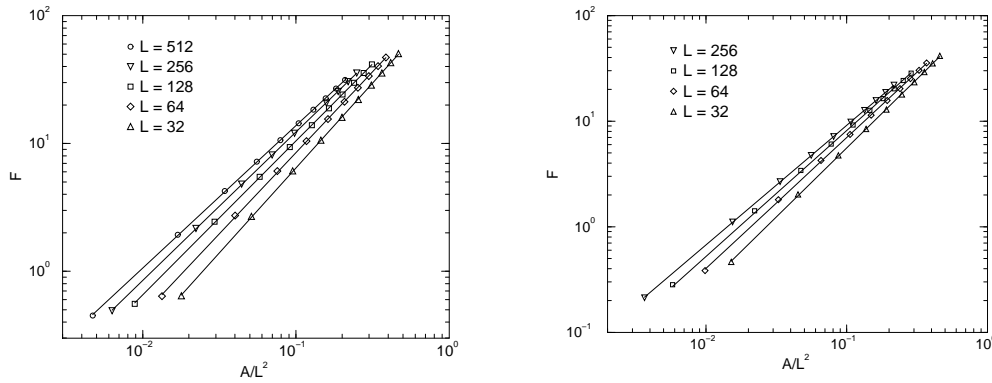 10²
L = 512
L = 256
L = 128
L = 64
L = 32
10¹
F
10⁰
10⁻²
10⁻¹
10⁰
A/L²
10²
L = 256
L = 128
L = 64
L = 32
10¹
F
10⁰
10⁻¹
10⁻²
10⁻¹
10⁰
A/L²